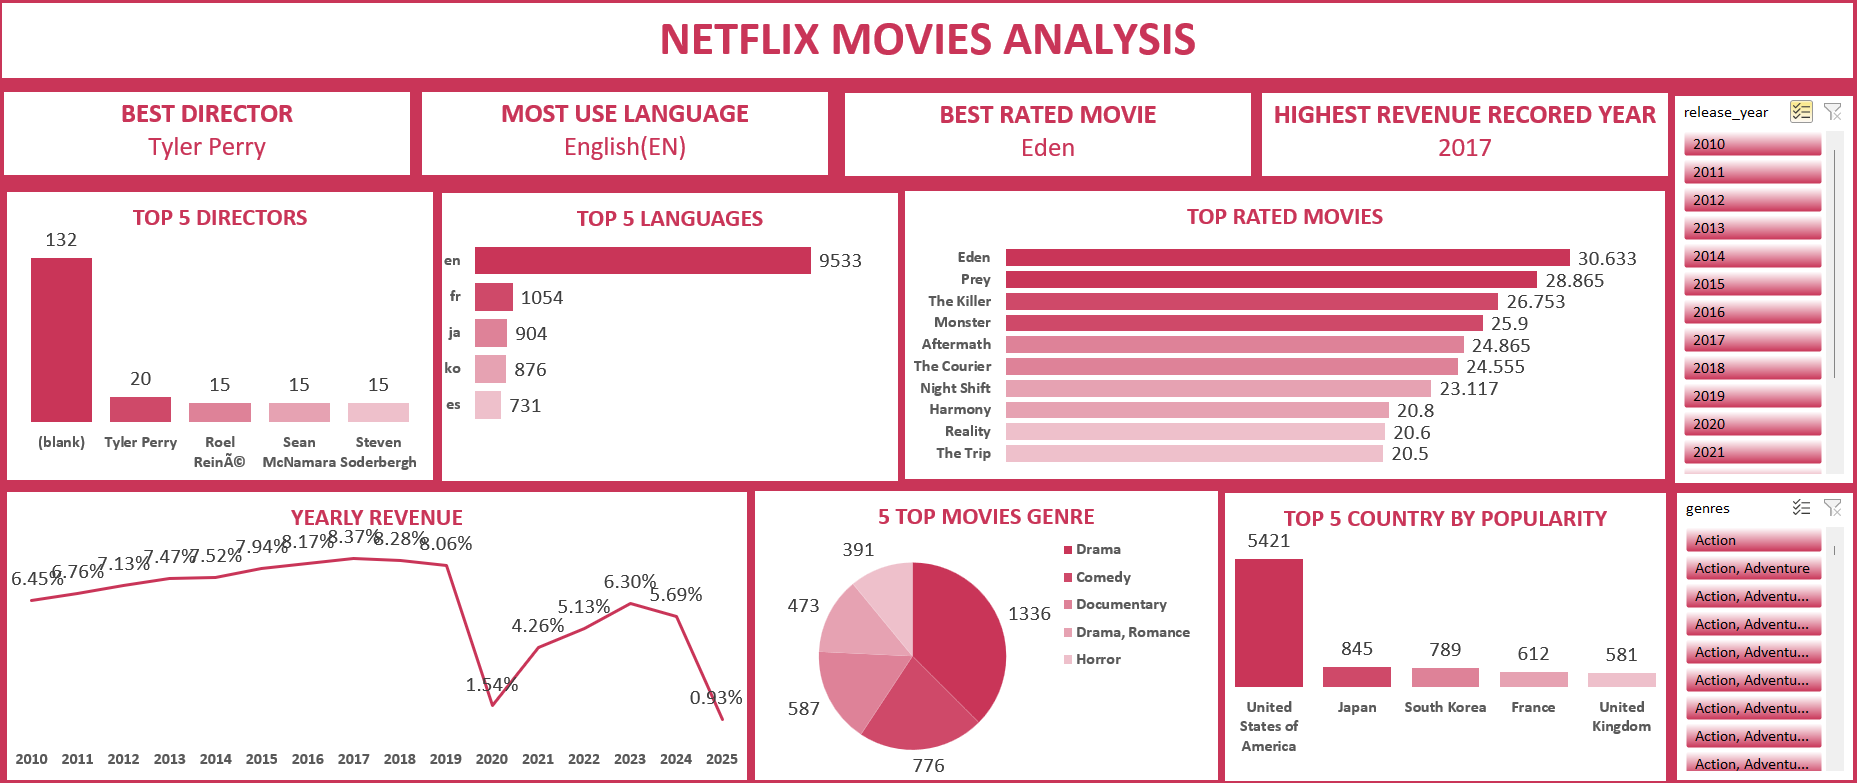 NETFLIX MOVIES ANALYSIS
BEST DIRECTOR
Tyler Perry
MOST USE LANGUAGE
English(EN)
BEST RATED MOVIE
Eden
HIGHEST REVENUE RECORED YEAR
2017
release_year
2010
2011
2012
2013
2014
2015
2016
2017
2018
2019
2020
2021
TOP 5 DIRECTORS
132
20
15
15
15
(blank)
Tyler Perry
Roel
ReinÃ©
Sean
McNamara
Steven
Soderbergh
TOP 5 LANGUAGES
en 9533
fr 1054
ja 904
ko 876
es 731
TOP RATED MOVIES
Eden 30.633
Prey 28.865
The Killer 26.753
Monster 25.9
Aftermath 24.865
The Courier 24.555
Night Shift 23.117
Harmony 20.8
Reality 20.6
The Trip 20.5
YEARLY REVENUE
6.45% 6.76% 7.13% 7.47% 7.52% 7.94% 8.17% 8.37% 8.28% 8.06% 1.54% 4.26% 5.13% 6.30% 5.69% 0.93%
2010 2011 2012 2013 2014 2015 2016 2017 2018 2019 2020 2021 2022 2023 2024 2025
5 TOP MOVIES GENRE
391
473
587
776
1336
Drama
Comedy
Documentary
Drama, Romance
Horror
TOP 5 COUNTRY BY POPULARITY
5421
845
789
612
581
United
States of
America
Japan
South Korea
France
United
Kingdom
genres
Action
Action, Adventure
Action, Adventu...
Action, Adventu...
Action, Adventu...
Action, Adventu...
Action, Adventu...
Action, Adventu...
Action, Adventu...